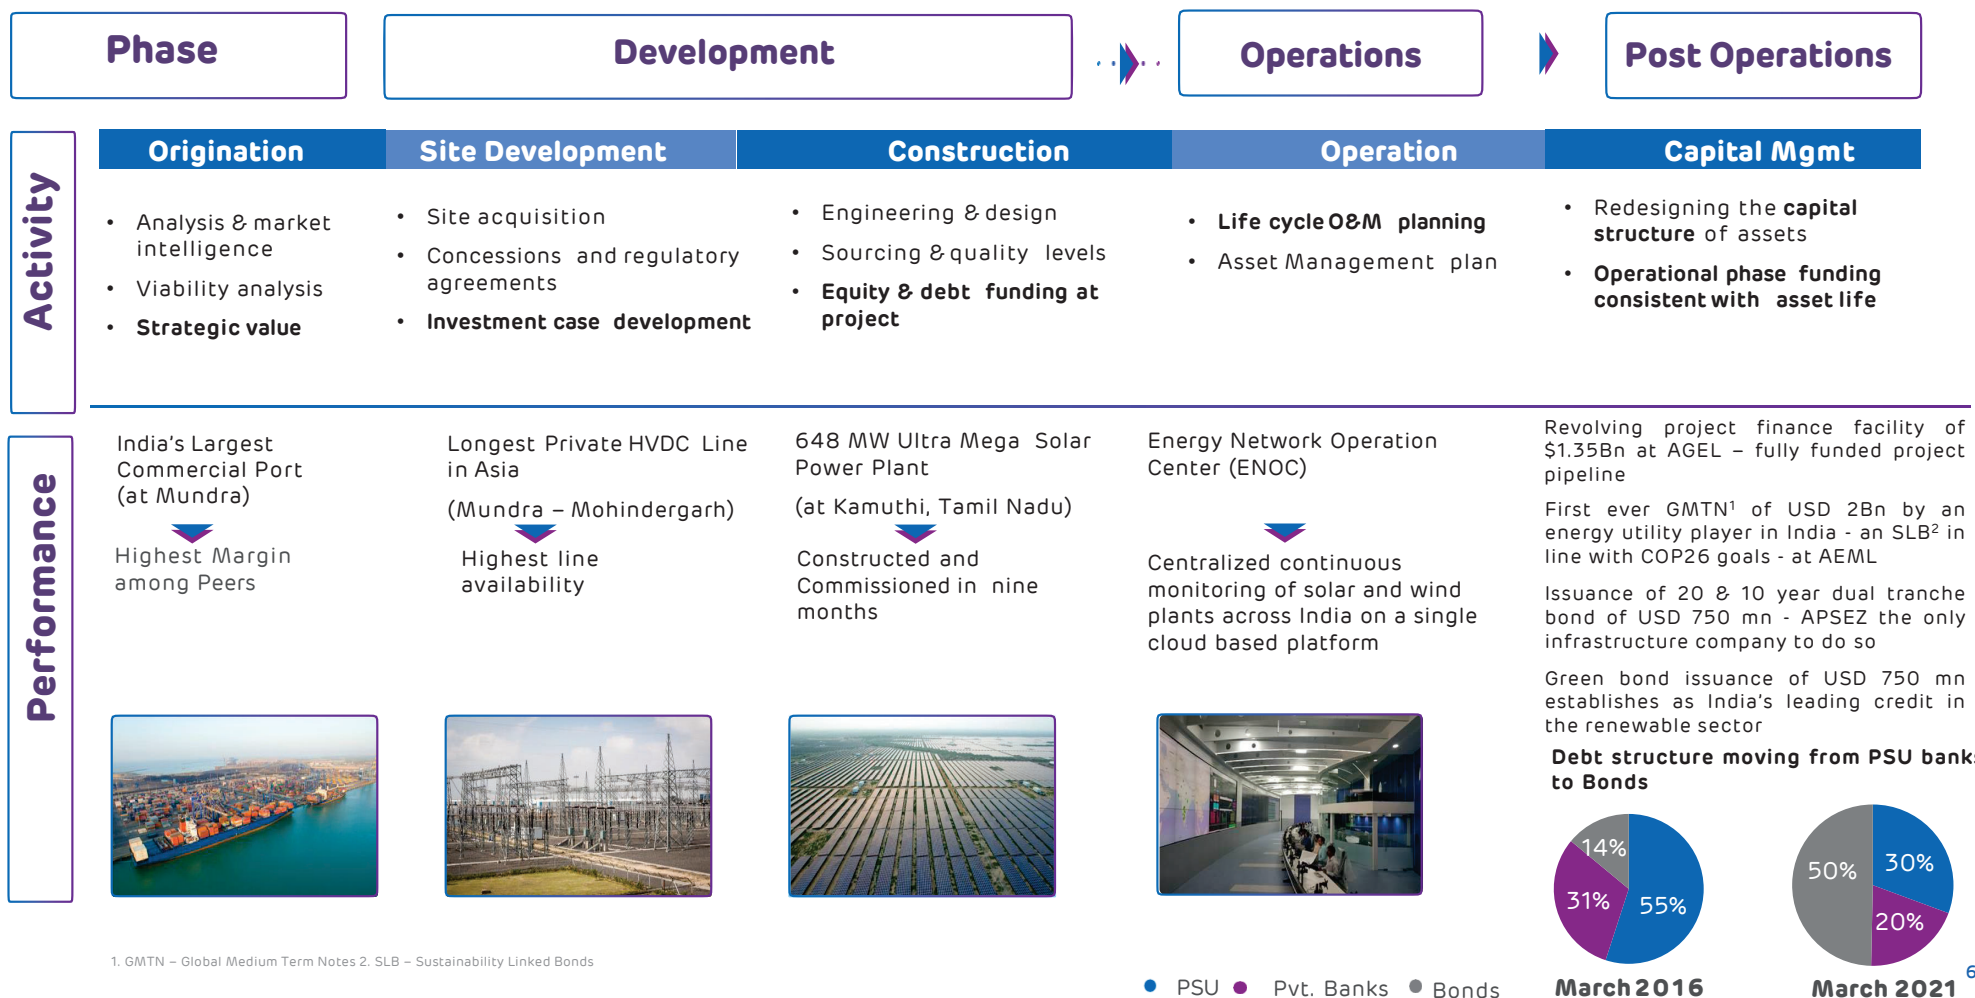 Phase
Development
Operations
Post Operations
Activity
Origination
Site Development
Construction
Operation
Capital Mgmt
• Analysis & market
intelligence
• Viability analysis
• Strategic value
• Site acquisition
• Concessions and regulatory
agreements
• Investment case development
• Engineering & design
• Sourcing & quality levels
• Equity & debt funding at
project
• Life cycle O&M planning
• Asset Management plan
• Redesigning the capital
structure of assets
• Operational phase funding
consistent with asset life
Performance
India's Largest
Commercial Port
(at Mundra)
Highest Margin
among Peers
Longest Private HVDC Line
in Asia
(Mundra – Mohindergarh)
Highest line
availability
648 MW Ultra Mega Solar
Power Plant
(at Kamuthi, Tamil Nadu)
Constructed and
Commissioned in nine
months
Energy Network Operation
Center (ENOC)
Centralized continuous
monitoring of solar and wind
plants across India on a single
cloud based platform
Revolving project finance facility of
$1.35Bn at AGEL – fully funded project
pipeline
First ever GMTN¹ of USD 2Bn by an
energy utility player in India - an SLB² in
line with COP26 goals - at AEML
Issuance of 20 & 10 year dual tranche
bond of USD 750 mn - APSEZ the only
infrastructure company to do so
Green bond issuance of USD 750 mn
establishes as India's leading credit in
the renewable sector
Debt structure moving from PSU banks
to Bonds
14%
31%
55%
50%
30%
20%
March 2016
March 2021
PSU
Pvt. Banks
Bonds
1. GMTN – Global Medium Term Notes 2. SLB – Sustainability Linked Bonds
6